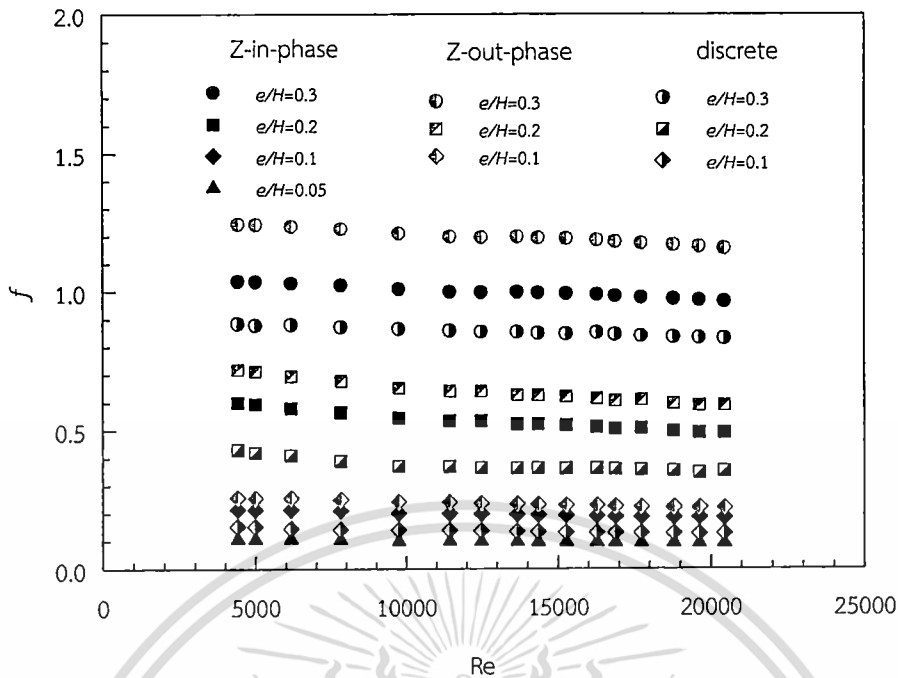 2.0
1.5
1.0
0.5
0.0
f
Z-in-phase
e/H=0.3
e/H=0.2
e/H=0.1
e/H=0.05
Z-out-phase
e/H=0.3
e/H=0.2
e/H=0.1
discrete
e/H=0.3
e/H=0.2
e/H=0.1
0 5000 10000 15000 20000 25000
Re